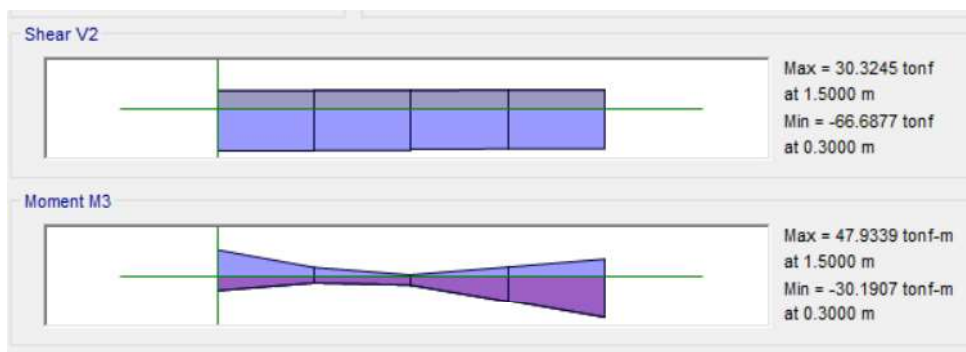 Shear V2
Max = 30.3245 tonf
at 1.5000 m
Min = -66.6877 tonf
at 0.3000 m
Moment M3
Max = 47.9339 tonf-m
at 1.5000 m
Min = -30.1907 tonf-m
at 0.3000 m